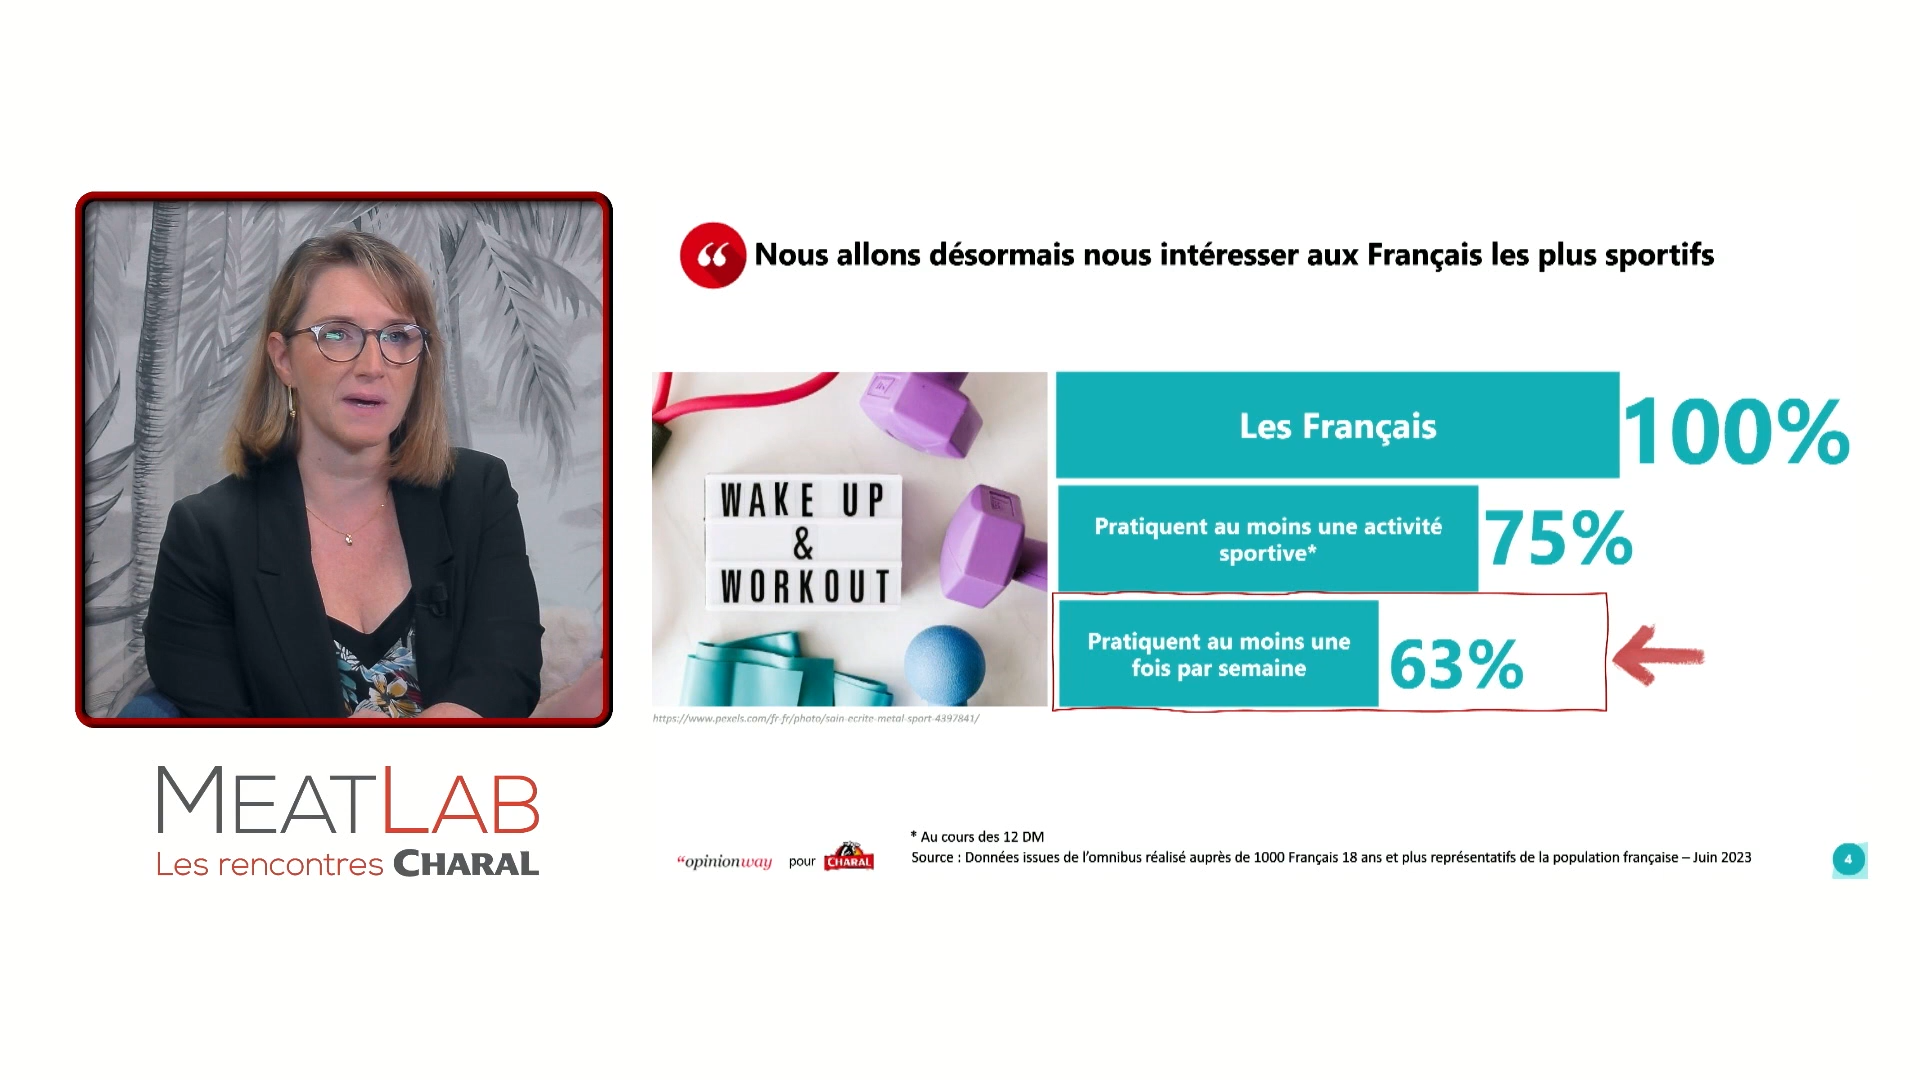 Nous allons désormais nous intéresser aux Français les plus sportifs
WAKE UP
&
WORKOUT
https://www.pexels.com/fr-fr/photo/sain-ecrite-metal-sport-4397841/
Les Français
100%
Pratiquent au moins une activité
sportive*
75%
Pratiquent au moins une
fois par semaine
63%
MEATLAB
Les rencontres CHARAL
“opinionway pour CHARAL
* Au cours des 12 DM
Source : Données issues de l’omnibus réalisé auprès de 1000 Français 18 ans et plus représentatifs de la population française – Juin 2023
4